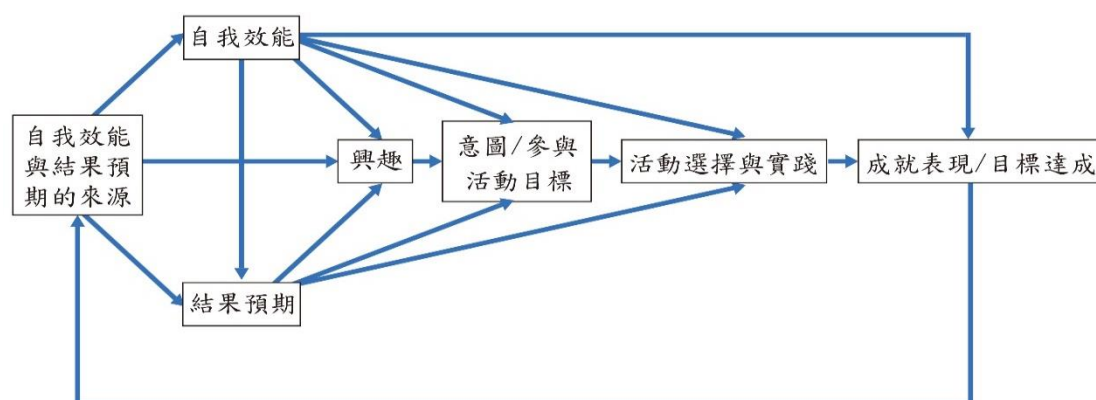 自我效能
自我效能
與結果預
期的來源
興趣
意圖/參與
活動目標
活動選擇與實踐
成就表現/目標達成
結果預期